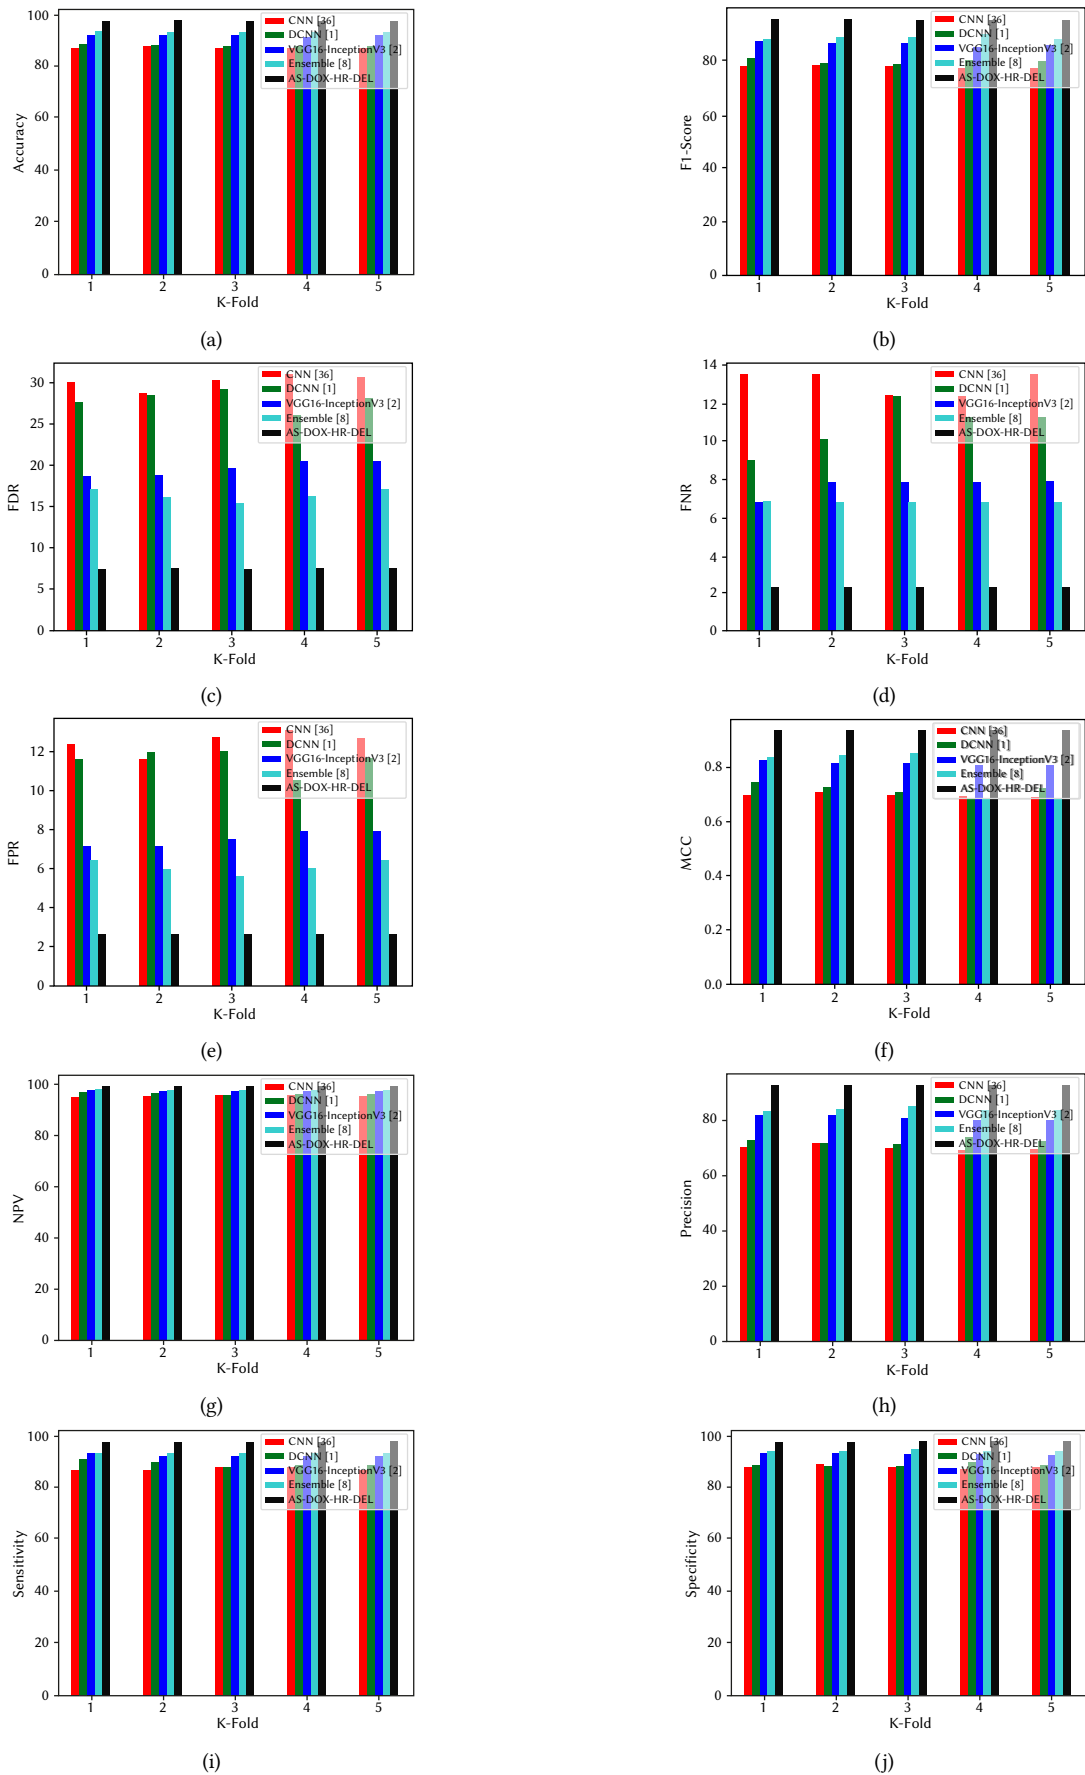 100
80
60
40
20
0
Accuracy
1 2 3 4 5
K-Fold
CNN [36]
DCNN [1]
VGG16-InceptionV3 [2]
Ensemble [8]
AS-DOX-HR-DEL
(a)
80
60
40
20
0
F1-Score
1 2 3 4 5
K-Fold
CNN [36]
DCNN [1]
VGG16-InceptionV3 [2]
Ensemble [8]
AS-DOX-HR-DEL
(b)
30
25
20
15
10
5
0
FDR
1 2 3 4 5
K-Fold
CNN [36]
DCNN [1]
VGG16-InceptionV3 [2]
Ensemble [8]
AS-DOX-HR-DEL
(c)
14
12
10
8
6
4
2
0
FNR
1 2 3 4 5
K-Fold
CNN [36]
DCNN [1]
VGG16-InceptionV3 [2]
Ensemble [8]
AS-DOX-HR-DEL
(d)
12
10
8
6
4
2
0
FPR
1 2 3 4 5
K-Fold
CNN [36]
DCNN [1]
VGG16-InceptionV3 [2]
Ensemble [8]
AS-DOX-HR-DEL
(e)
0.8
0.6
0.4
0.2
0.0
MCC
1 2 3 4 5
K-Fold
CNN [36]
DCNN [1]
VGG16-InceptionV3 [2]
Ensemble [8]
AS-DOX-HR-DEL
(f)
100
80
60
40
20
0
NPV
1 2 3 4 5
K-Fold
CNN [36]
DCNN [1]
VGG16-InceptionV3 [2]
Ensemble [8]
AS-DOX-HR-DEL
(g)
80
60
40
20
0
Precision
1 2 3 4 5
K-Fold
CNN [36]
DCNN [1]
VGG16-InceptionV3 [2]
Ensemble [8]
AS-DOX-HR-DEL
(h)
100
80
60
40
20
0
Sensitivity
1 2 3 4 5
K-Fold
CNN [36]
DCNN [1]
VGG16-InceptionV3 [2]
Ensemble [8]
AS-DOX-HR-DEL
(i)
100
80
60
40
20
0
Specificity
1 2 3 4 5
K-Fold
CNN [36]
DCNN [1]
VGG16-InceptionV3 [2]
Ensemble [8]
AS-DOX-HR-DEL
(j)